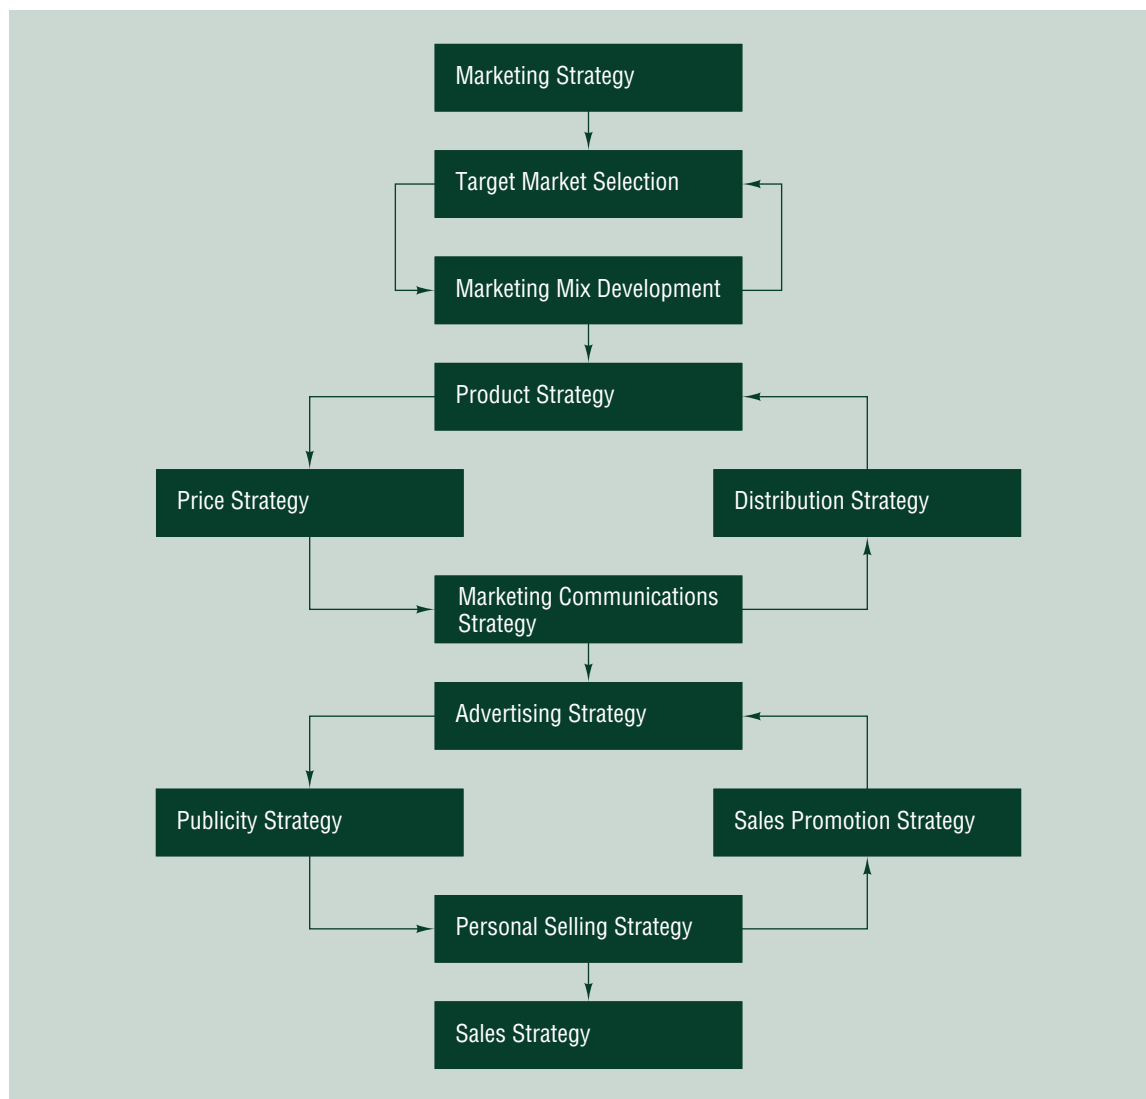 Marketing Strategy
Target Market Selection
Marketing Mix Development
Product Strategy
Price Strategy
Distribution Strategy
Marketing Communications
Strategy
Advertising Strategy
Publicity Strategy
Sales Promotion Strategy
Personal Selling Strategy
Sales Strategy